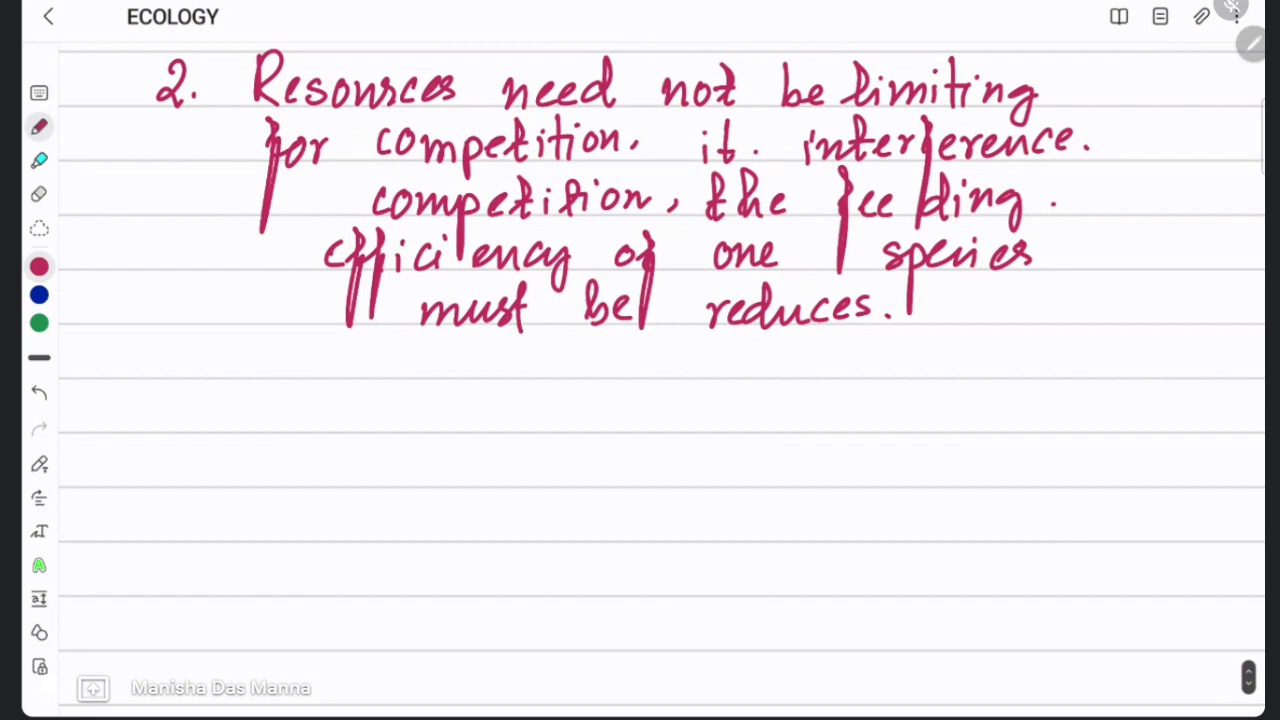 ECOLOGY
2. Resources need not be limiting
for competition. it. interference.
competition, the feeding.
efficiency of one species
must be reduces.
Manisha Das Manna